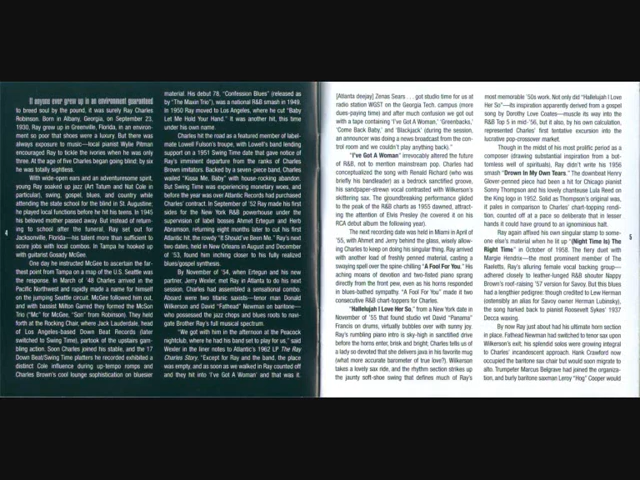 If anyone ever grew up in an environment guaranteed
to breed soul by the pound, it was surely Ray Charles
Robinson. Born in Albany, Georgia, on September 23,
1930, Ray grew up in Greenville, Florida, in an environ-
ment so poor that shoes were a luxury. But there was
always exposure to music—local pianist Wylie Pitman
encouraged Ray to tickle the ivories when he was only
three. At the age of five Charles began going blind; by six
he was totally sightless.
With wide-open ears and an adventuresome spirit,
young Ray soaked up jazz (Art Tatum and Nat Cole in
particular), swing, gospel, blues, and country while
attending the state school for the blind in St. Augustine;
he played local functions before he hit his teens. In 1945
his beloved mother passed away. But instead of return-
ing to school after the funeral, Ray set out for
Jacksonville, Florida—his talent more than sufficient to
score jobs with local combos. In Tampa he hooked up
with guitarist Gosady McGee.
One day he instructed McGee to ascertain the far-
thest point from Tampa on a map of the U.S. Seattle was
the response. In March of '48 Charles arrived in the
Pacific Northwest and rapidly made a name for himself
on the jumping Seattle circuit. McGee followed him out,
and with bassist Milton Garred they formed the McSon
Trio ("Mc" for McGee, "Son" from Robinson). They held
forth at the Rocking Chair, where Jack Lauderdale, head
of Los Angeles-based Down Beat Records (later
switched to Swing Time), partook of the upstairs gam-
bling action. Soon Charles joined his stable, and the 17
Down Beat/Swing Time platters he recorded exhibited a
distinct Cole influence during up-tempo romps and
Charles Brown's cool lounge sophistication on bluesier
4
material. His debut 78, "Confession Blues" (released as
by "The Maxin Trio"), was a national R&B smash in 1949.
In 1950 Ray moved to Los Angeles, where he cut "Baby
Let Me Hold Your Hand." It was another hit, this time
under his own name.
Charles hit the road as a featured member of label-
mate Lowell Fulson's troupe, with Lowell's band lending
support on a 1951 Swing Time date that gave notice of
Ray's imminent departure from the ranks of Charles
Brown imitators. Backed by a seven-piece band, Charles
wailed "Kissa Me, Baby" with house-rocking abandon.
But Swing Time was experiencing monetary woes, and
before the year was over Atlantic Records had purchased
Charles' contract. In September of '52 Ray made his first
sides for the New York R&B powerhouse under the
supervision of label bosses Ahmet Ertegun and Herb
Abramson, returning eight months later to cut his first
Atlantic hit, the rowdy "It Should've Been Me." Ray's next
two dates, held in New Orleans in August and December
of '53, found him inching closer to his fully realized
blues/gospel synthesis.
By November of '54, when Ertegun and his new
partner, Jerry Wexler, met Ray in Atlanta to do his next
session, Charles had assembled a sensational combo.
Aboard were two titanic saxists—tenor man Donald
Wilkerson and David "Fathead" Newman on baritone—
who possessed the jazz chops and blues roots to navi-
gate Brother Ray's full musical spectrum.
"We got with him in the afternoon at the Peacock
nightclub, where he had his band set to play for us," said
Wexler in the liner notes to Atlantic's 1962 LP The Ray
Charles Story. "Except for Ray and the band, the place
was empty; and as soon as we walked in Ray counted off
and they hit into 'I've Got A Woman' and that was it.
[Atlanta deejay] Zenas Sears . . . got studio time for us at
radio station WGST on the Georgia Tech. campus (more
dues-paying time) and after much confusion we got out
with a tape containing 'I've Got A Woman', 'Greenbacks,'
'Come Back Baby,' and 'Blackjack' (during the session,
an announcer was doing a news broadcast from the con-
trol room and we couldn't play anything back)."
"I've Got A Woman" irrevocably altered the future
of R&B, not to mention mainstream pop. Charles had
conceptualized the song with Renald Richard (who was
briefly his bandleader) as a bedrock sanctified groove,
his sandpaper-strewn vocal contrasted with Wilkerson's
skittering sax. The groundbreaking performance glided
to the peak of the R&B charts as 1955 dawned, attract-
ing the attention of Elvis Presley (he covered it on his
RCA debut album the following year).
The next recording date was held in Miami in April of
'55, with Ahmet and Jerry behind the glass, wisely allow-
ing Charles to keep on doing his singular thing. Ray arrived
with another load of freshly penned material, casting a
swaying spell over the spine-chilling "A Fool For You." His
aching moans of devotion and two-fisted piano sprang
directly from the front pew, even as his horns responded
in blues-bathed sympathy. "A Fool For You" made it two
consecutive R&B chart-toppers for Charles.
"Hallelujah I Love Her So," from a New York date in
November of '55 that found studio vet David "Panama"
Francis on drums, virtually bubbles over with sunny joy.
Ray's rumbling piano intro is sky-high in sanctified drive
before the horns enter, brisk and bright; Charles tells us of
a lady so devoted that she delivers java in his favorite mug
(what more accurate barometer of true love?). Wilkerson
takes a lovely sax ride, and the rhythm section strikes up
the jaunty soft-shoe swing that defines much of Ray's
most memorable '50s work. Not only did "Hallelujah I Love
Her So"—its inspiration apparently derived from a gospel
song by Dorothy Love Coates—muscle its way into the
R&B Top 5 in mid-'56, but it also, by his own calculation,
represented Charles' first tentative excursion into the
lucrative pop-crossover market.
Though in the midst of his most prolific period as a
composer (drawing substantial inspiration from a bot-
tomless well of spirituals), Ray didn't write his 1956
smash "Drown In My Own Tears." The downbeat Henry
Glover-penned piece had been a hit for Chicago pianist
Sonny Thompson and his lovely chanteuse Lula Reed on
the King logo in 1952. Solid as Thompson's original was,
it pales in comparison to Charles' chart-topping rendi-
tion, counted off at a pace so deliberate that in lesser
hands it could have ground to an ignominious halt.
Ray again affixed his own singular stamp to some-
one else's material when he lit up "(Night Time Is) The
Right Time" in October of 1958. The fiery duet with
Margie Hendrix—the most prominent member of The
Raeletts, Ray's alluring female vocal backing group—
adhered closely to leather-lunged R&B shouter Nappy
Brown's roof-raising '57 version for Savoy. But this blues
had a lengthier pedigree: though credited to Lew Herman
(ostensibly an alias for Savoy owner Herman Lubinsky),
the song harked back to pianist Roosevelt Sykes' 1937
Decca waxing.
By now Ray just about had his ultimate horn section
in place. Fathead Newman had switched to tenor sax upon
Wilkerson's exit, his splendid solos were growing integral
to Charles' incandescent approach. Hank Crawford now
occupied the baritone sax chair but would soon migrate to
alto. Trumpeter Marcus Belgrave had joined the organiza-
tion, and burly baritone saxman Leroy "Hog" Cooper would
5